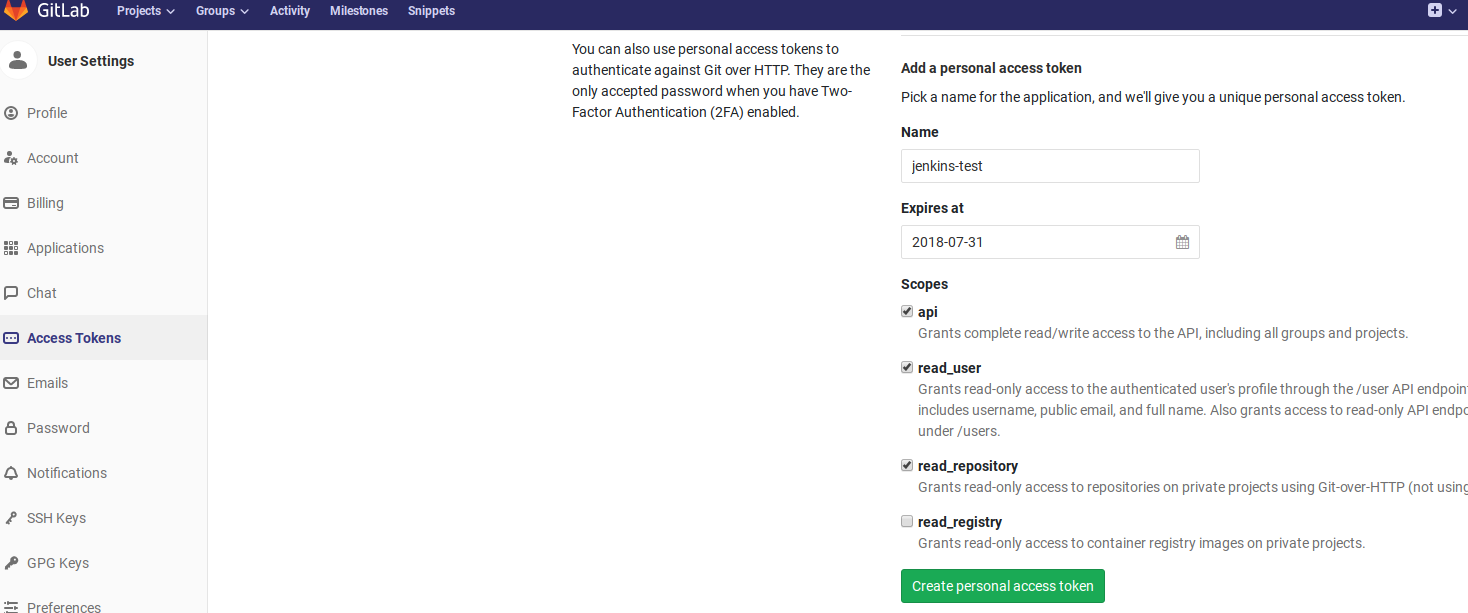 GitLab Projects Groups Activity Milestones Snippets
User Settings
Profile
Account
Billing
Applications
Chat
Access Tokens
Emails
Password
Notifications
SSH Keys
GPG Keys
Preferences
You can also use personal access tokens to
authenticate against Git over HTTP. They are the
only accepted password when you have Two-
Factor Authentication (2FA) enabled.
Add a personal access token
Pick a name for the application, and we'll give you a unique personal access token.
Name
jenkins-test
Expires at
2018-07-31
Scopes
api
Grants complete read/write access to the API, including all groups and projects.
read_user
Grants read-only access to the authenticated user's profile through the /user API endpoint
includes username, public email, and full name. Also grants access to read-only API endpo
under /users.
read_repository
Grants read-only access to repositories on private projects using Git-over-HTTP (not using
read_registry
Grants read-only access to container registry images on private projects.
Create personal access token